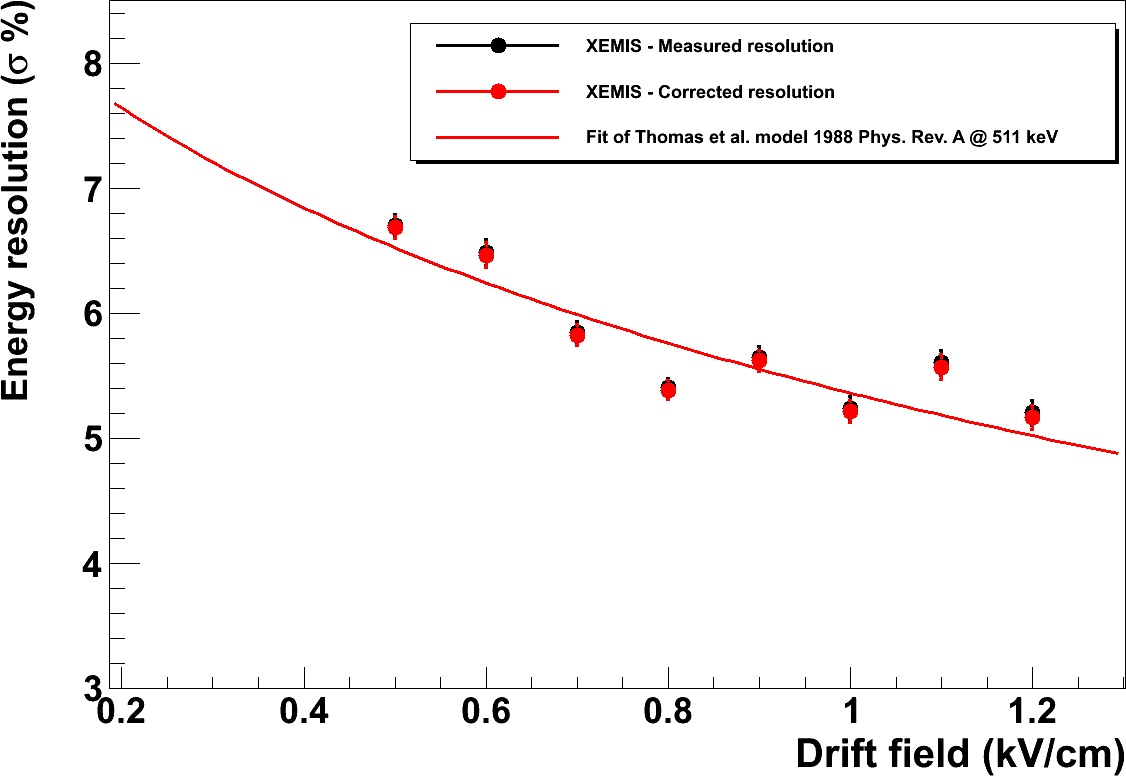 Energy resolution (σ %)
8
7
6
5
4
3
XEMIS - Measured resolution
XEMIS - Corrected resolution
Fit of Thomas et al. model 1988 Phys. Rev. A @ 511 keV
0.2 0.4 0.6 0.8 1 1.2
Drift field (kV/cm)